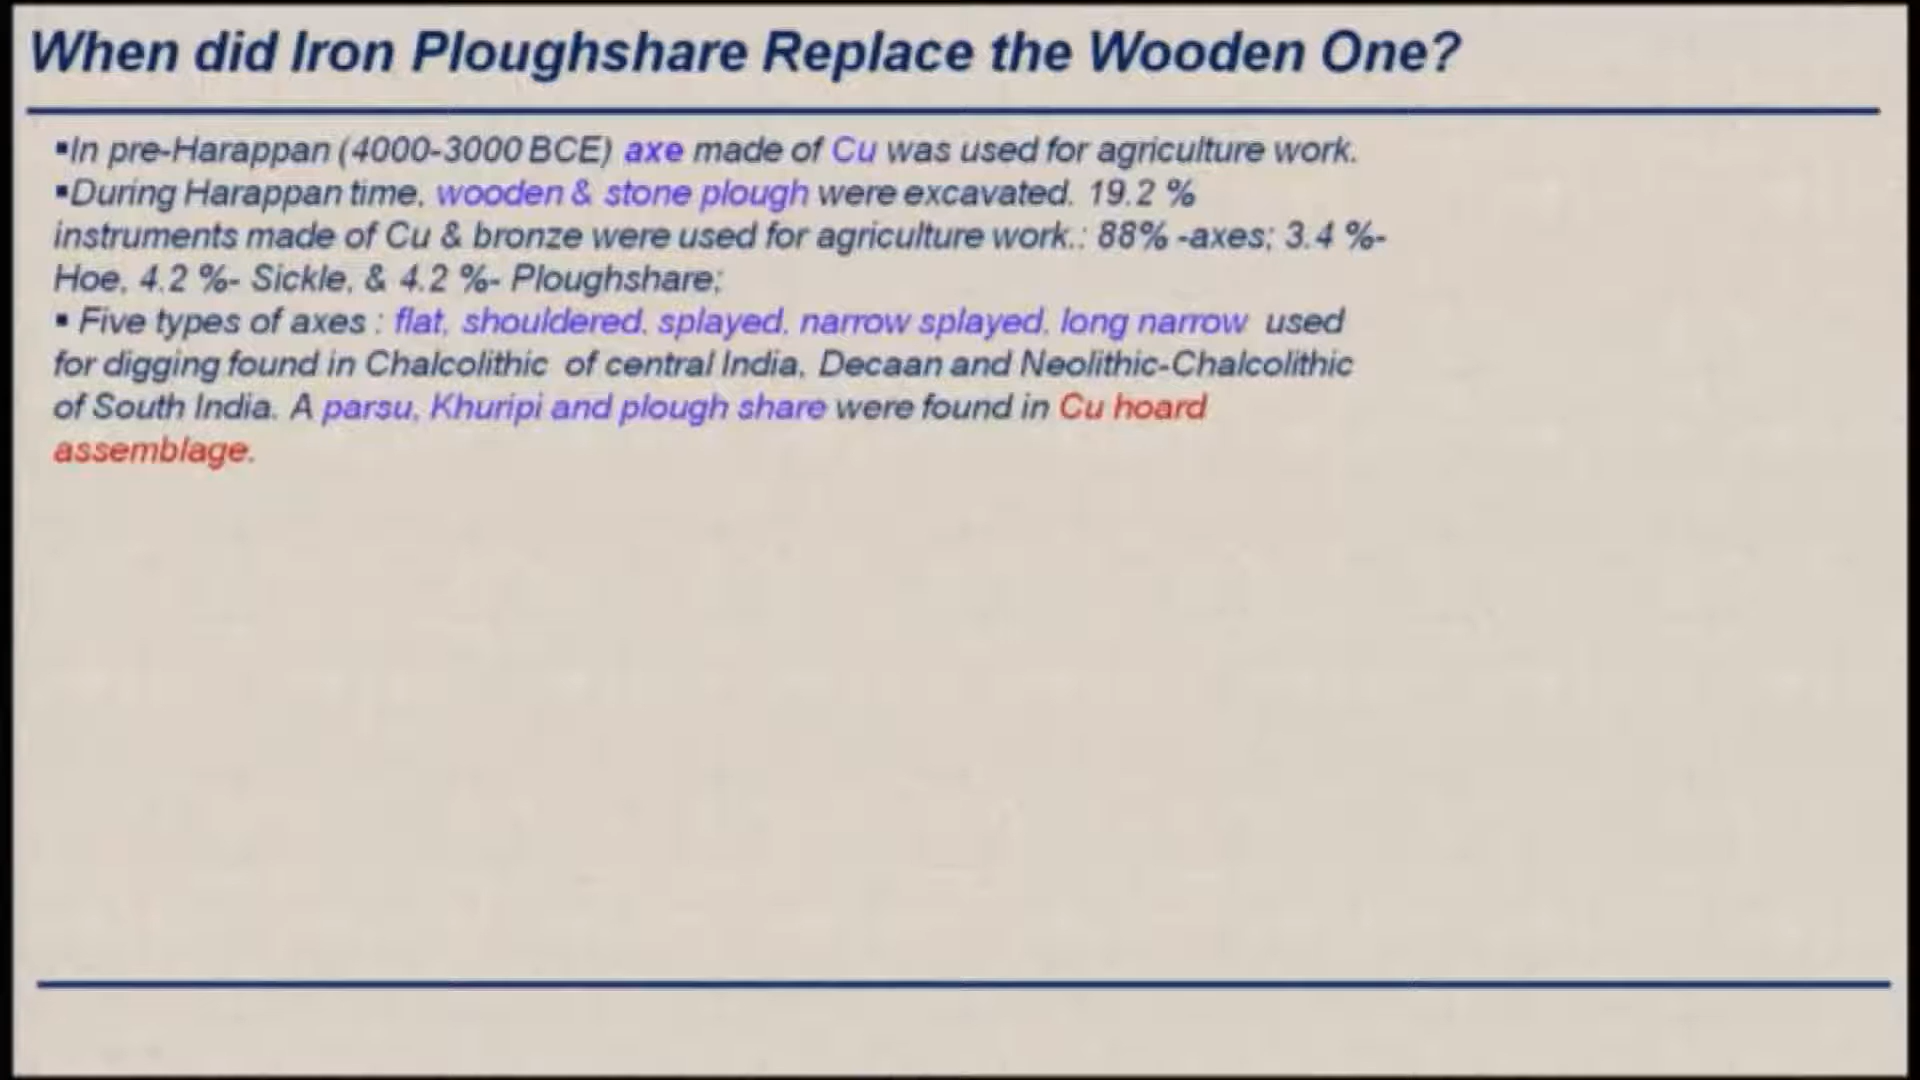 When did Iron Ploughshare Replace the Wooden One?
▪In pre-Harappan (4000-3000 BCE) axe made of Cu was used for agriculture work.
▪During Harappan time, wooden & stone plough were excavated. 19.2 %
instruments made of Cu & bronze were used for agriculture work.: 88% -axes; 3.4 %-
Hoe, 4.2 %- Sickle, & 4.2 %- Ploughshare;
▪ Five types of axes : flat, shouldered, splayed, narrow splayed, long narrow used
for digging found in Chalcolithic of central India, Decaan and Neolithic-Chalcolithic
of South India. A parsu, Khuripi and plough share were found in Cu hoard
assemblage.